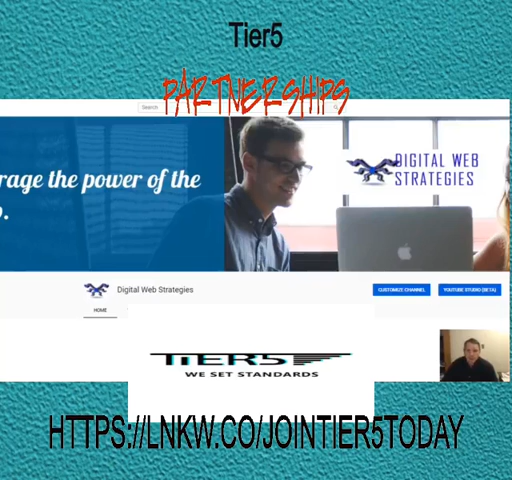 Tier5
PARTNERSHIPS
Search
rage the power of the
DIGITAL WEB
STRATEGIES
Digital Web Strategies
CUSTOMIZE CHANNEL
YOUTUBE STUDIO (BETA)
HOME
TIER5
WE SET STANDARDS
HTTPS://LNKW.CO/JOINTIER5TODAY